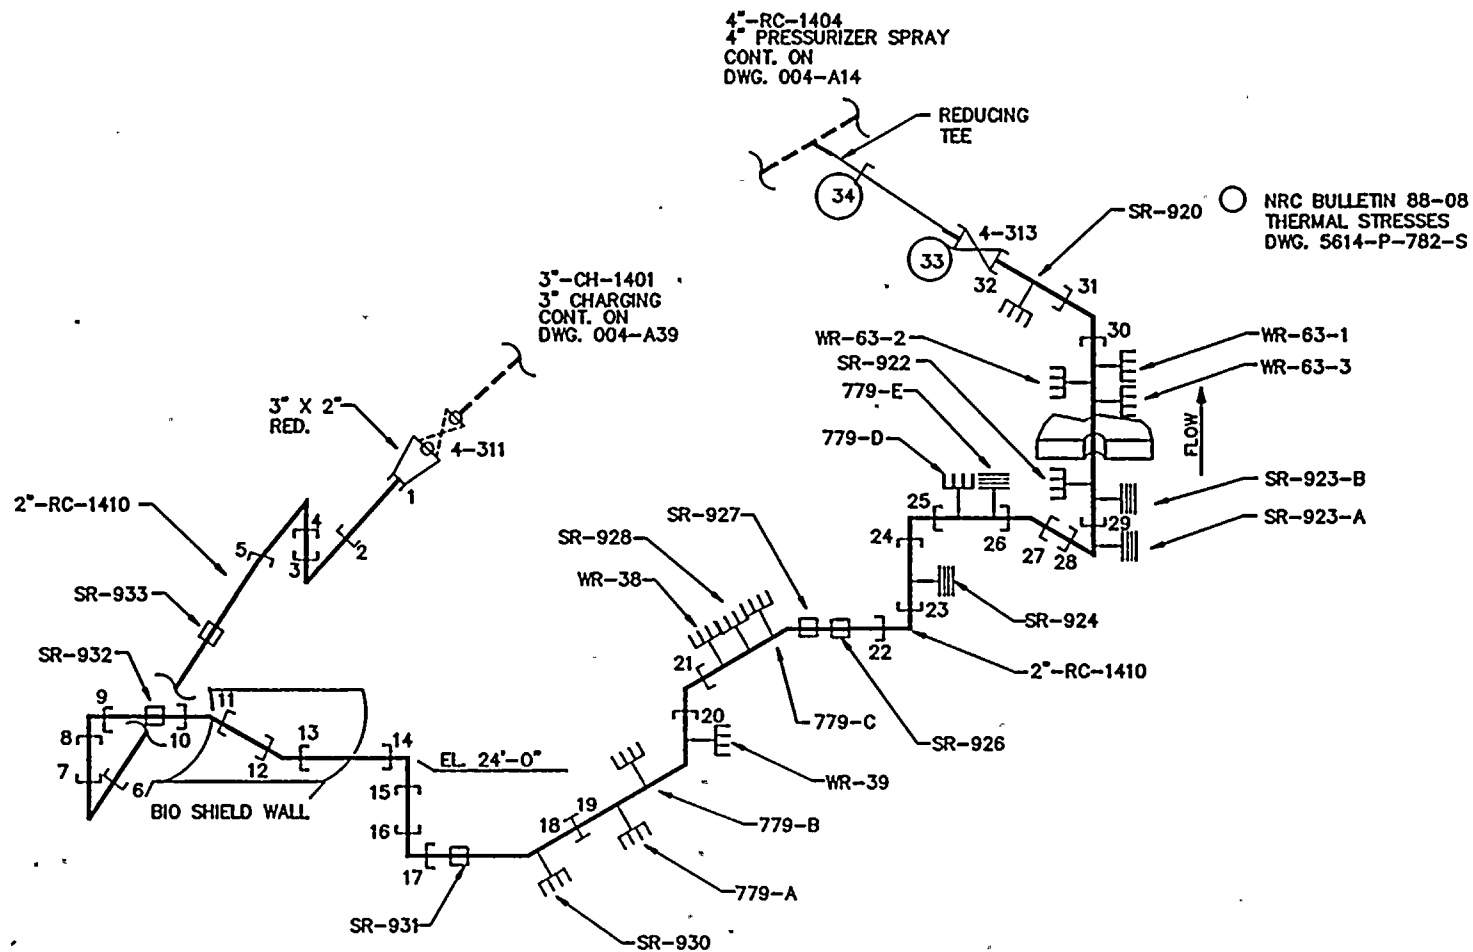 4"-RC-1404
4" PRESSURIZER SPRAY
CONT. ON
DWG. 004-A14
REDUCING
TEE
34
4-313
SR-920
NRC BULLETIN 88-08
THERMAL STRESSES
DWG. 5614-P-782-S
33
32
31
3"-CH-1401
3" CHARGING
CONT. ON
DWG. 004-A39
30
WR-63-2
WR-63-1
SR-922
WR-63-3
779-E
3" X 2"
RED.
4-311
779-D
FLOW
1
SR-923-B
2"-RC-1410
SR-927
25
29
SR-923-A
4
5
3
2
SR-928
24
26
27
28
WR-38
SR-933
23
SR-924
SR-932
22
21
2"-RC-1410
9
11
20
779-C
8
10
13
14
SR-926
12
EL. 24'-0"
7
6
WR-39
15
BIO SHIELD WALL
16
18
19
779-B
17
779-A
SR-931
SR-930